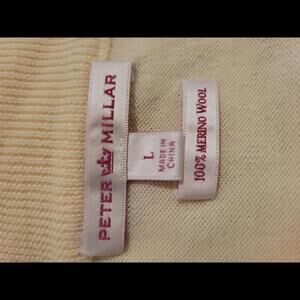 PETER MILLAR
L
MADE IN
CHINA
100% MERINO WOOL